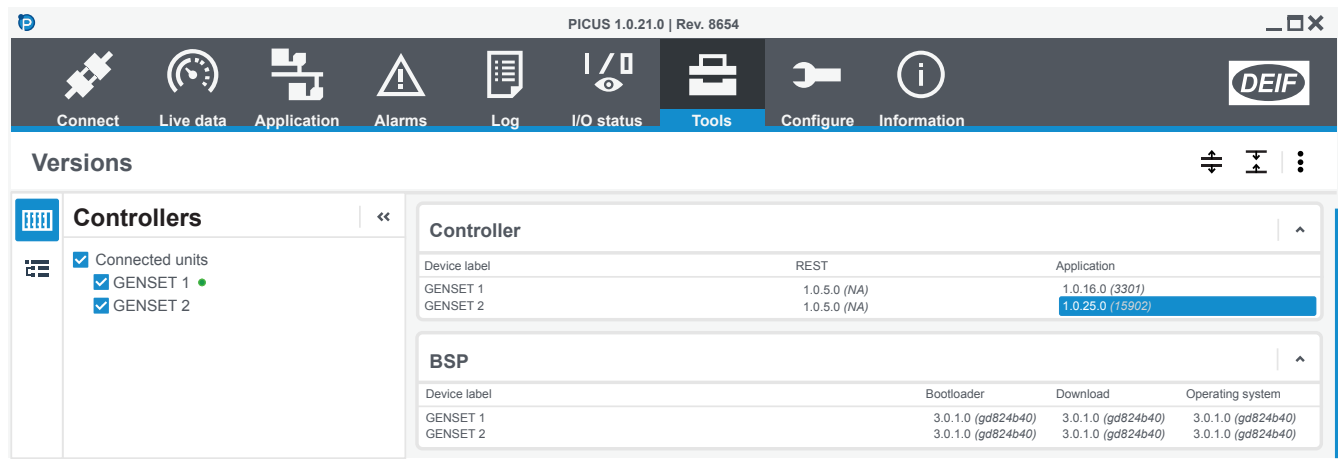 PICUS 1.0.21.0 | Rev. 8654
Connect Live data Application Alarms Log I/O status Tools Configure Information DEIF
Versions
Controllers
Connected units
GENSET 1
GENSET 2
Controller
Device label REST Application
GENSET 1 1.0.5.0 (NA) 1.0.16.0 (3301)
GENSET 2 1.0.5.0 (NA) 1.0.25.0 (15902)
BSP
Device label Bootloader Download Operating system
GENSET 1 3.0.1.0 (gd824b40) 3.0.1.0 (gd824b40) 3.0.1.0 (gd824b40)
GENSET 2 3.0.1.0 (gd824b40) 3.0.1.0 (gd824b40) 3.0.1.0 (gd824b40)